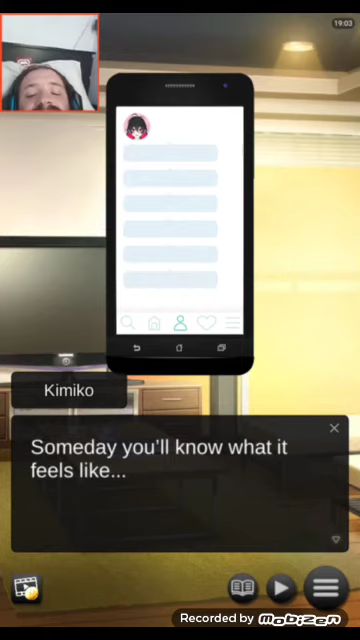 19:03
Kimiko
Someday you'll know what it
feels like...
Recorded by Mobizen